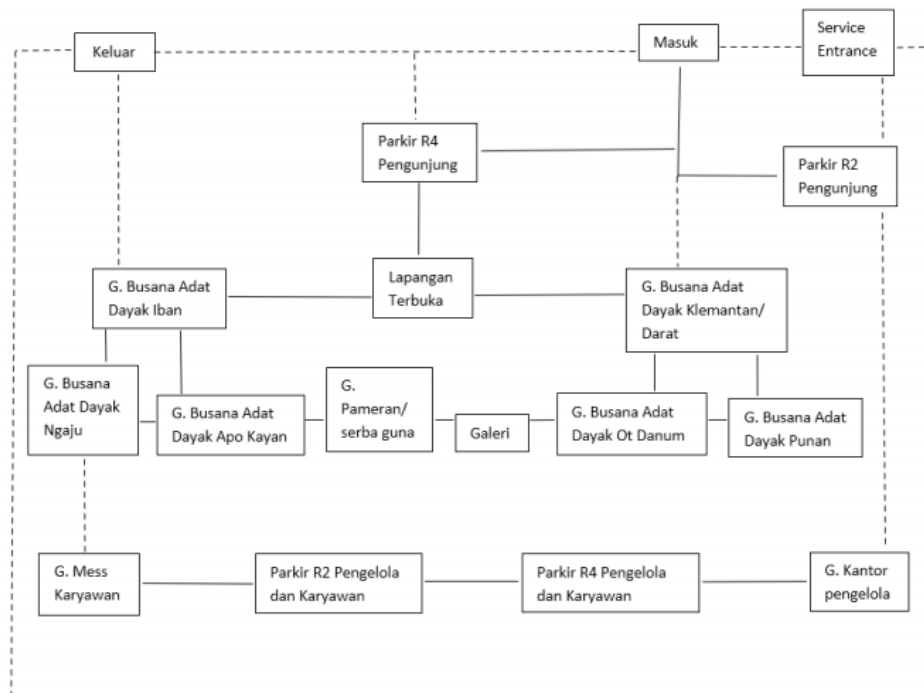 Keluar
Masuk
Service
Entrance
Parkir R4
Pengunjung
Parkir R2
Pengunjung
G. Busana Adat
Dayak Iban
Lapangan
Terbuka
G. Busana Adat
Dayak Klemantan/
Darat
G. Busana
Adat Dayak
Ngaju
G. Busana Adat
Dayak Apo Kayan
G.
Pameran/
serba guna
Galeri
G. Busana Adat
Dayak Ot Danum
G. Busana Adat
Dayak Punan
G. Mess
Karyawan
Parkir R2 Pengelola
dan Karyawan
Parkir R4 Pengelola
dan Karyawan
G. Kantor
pengelola